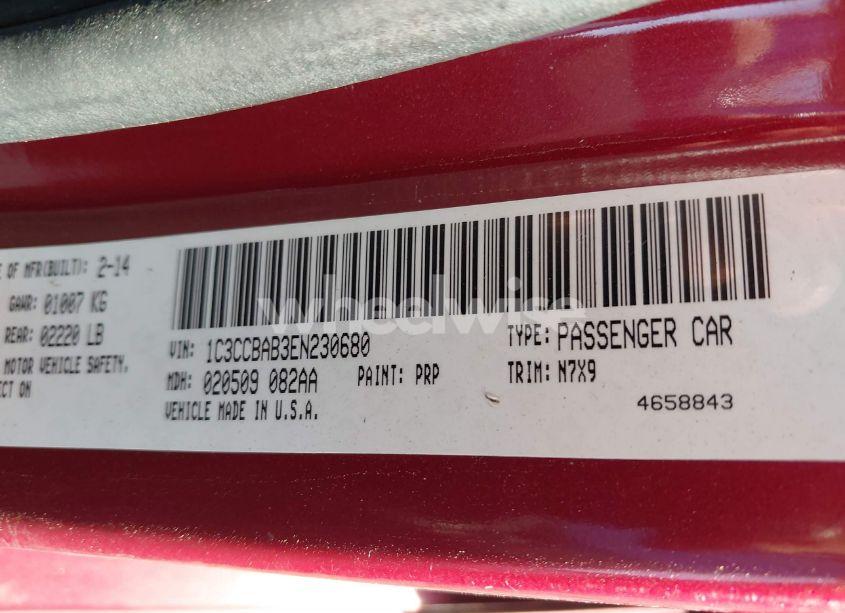 E OF MFR(BUILT): 2-14
GAWR: 01007 KG
REAR: 02220 LB
MOTOR VEHICLE SAFETY,
ECT ON
wheelwise
VIN: 1C3CCBAB3EN230680 TYPE: PASSENGER CAR
MDH: 020509 082AA PAINT: PRP TRIM: N7X9
VEHICLE MADE IN U.S.A. 4658843